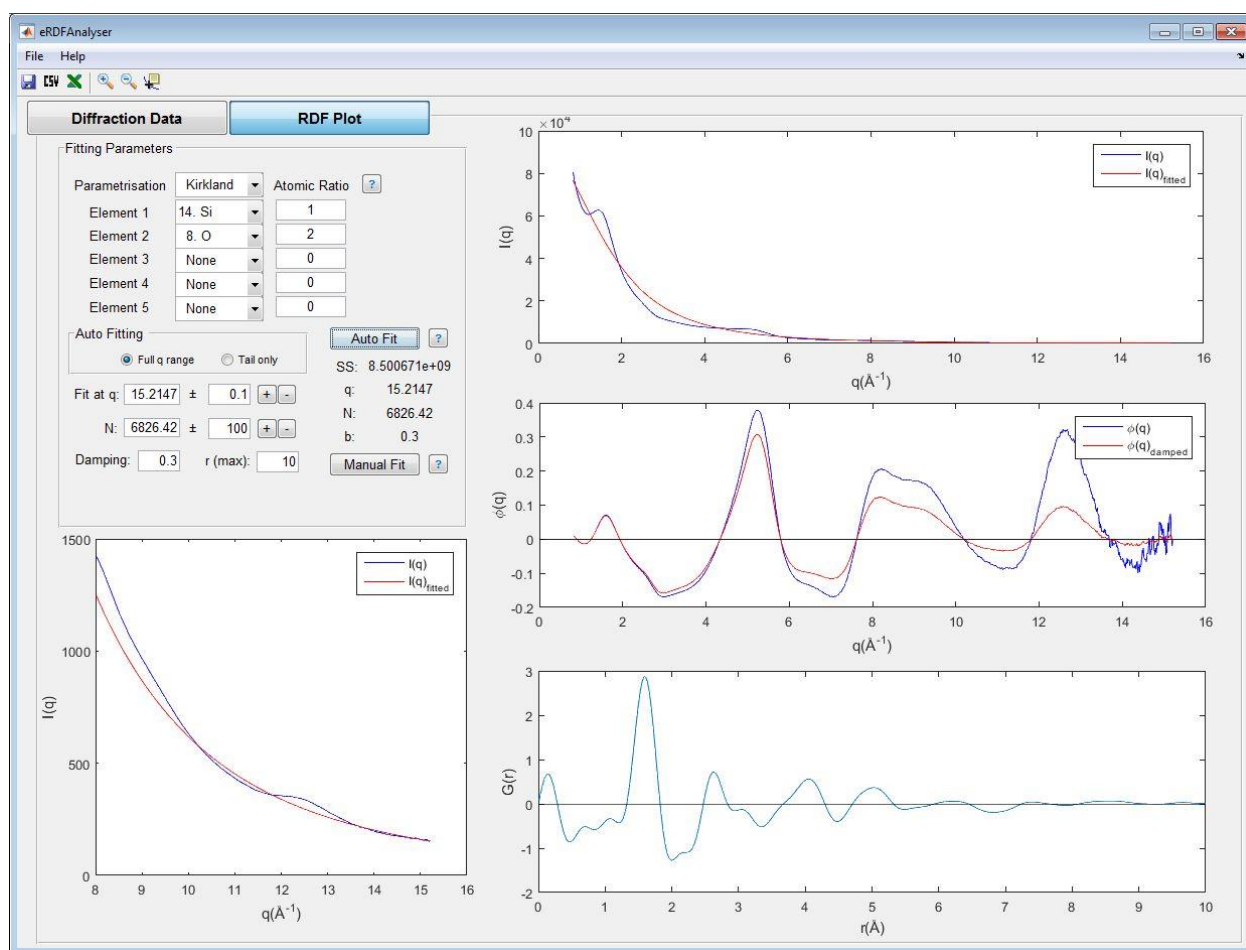 eRDFAnalyser
File Help
CSV
Diffraction Data RDF Plot
Fitting Parameters
Parametrisation Kirkland Atomic Ratio ?
Element 1 14. Si 1
Element 2 8. O 2
Element 3 None 0
Element 4 None 0
Element 5 None 0
Auto Fitting
Full q range Tail only
Auto Fit ?
SS: 8.500671e+09
Fit at q: 15.2147 ± 0.1 + -
q: 15.2147
N: 6826.42 ± 100 + -
N: 6826.42
b: 0.3
Damping: 0.3 r (max): 10
Manual Fit ?
×10⁴
10
8
6
4
2
0
I(q)
I(q)
I(q)fitted
0 2 4 6 8 10 12 14 16
q(Å⁻¹)
0.4
0.3
0.2
0.1
0
-0.1
-0.2
ϕ(q)
ϕ(q)
ϕ(q)damped
0 2 4 6 8 10 12 14 16
q(Å⁻¹)
1500
1000
500
0
I(q)
I(q)
I(q)fitted
8 9 10 11 12 13 14 15 16
q(Å⁻¹)
3
2
1
0
-1
-2
G(r)
0 1 2 3 4 5 6 7 8 9 10
r(Å)